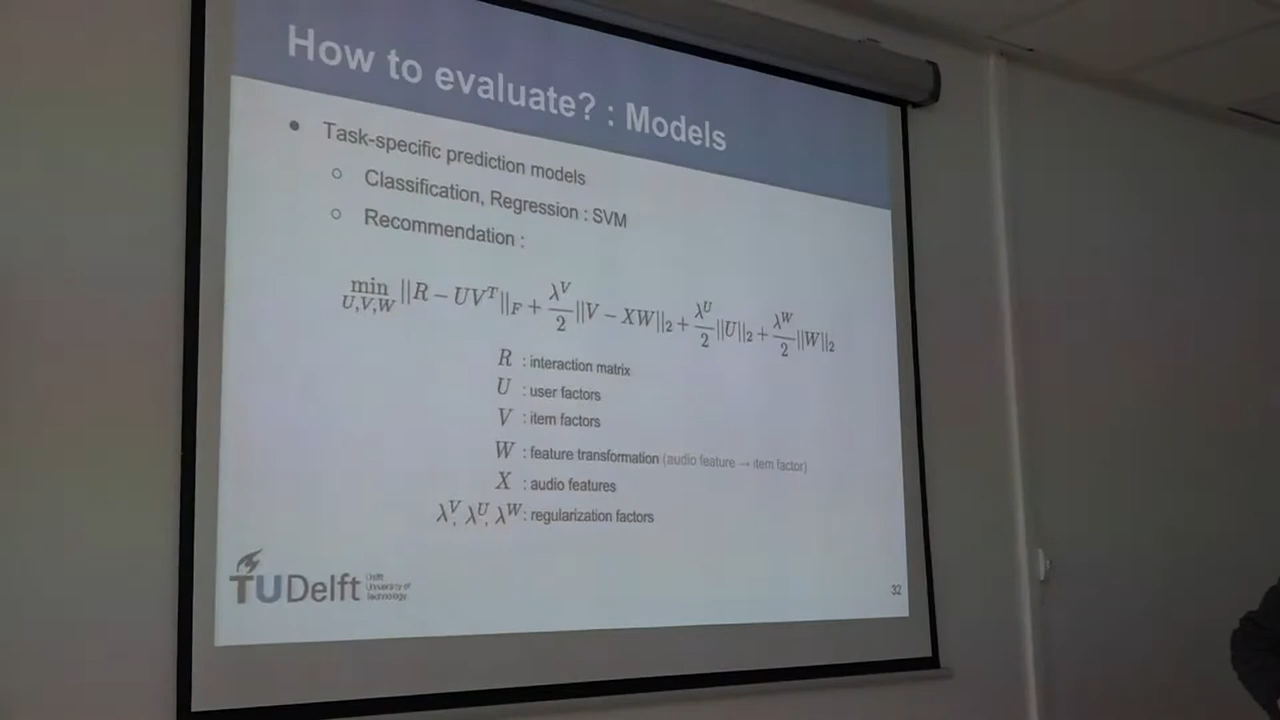 How to evaluate? : Models
● Task-specific prediction models
○ Classification, Regression : SVM
○ Recommendation :
min_{U,V,W} ||R − UV^T||_F + λ^V/2 ||V − XW||_2 + λ^U/2 ||U||_2 + λ^W/2 ||W||_2
R : interaction matrix
U : user factors
V : item factors
W : feature transformation (audio feature → item factor)
X : audio features
λ^V, λ^U, λ^W : regularization factors
TUDelft
Delft
University of
Technology
32